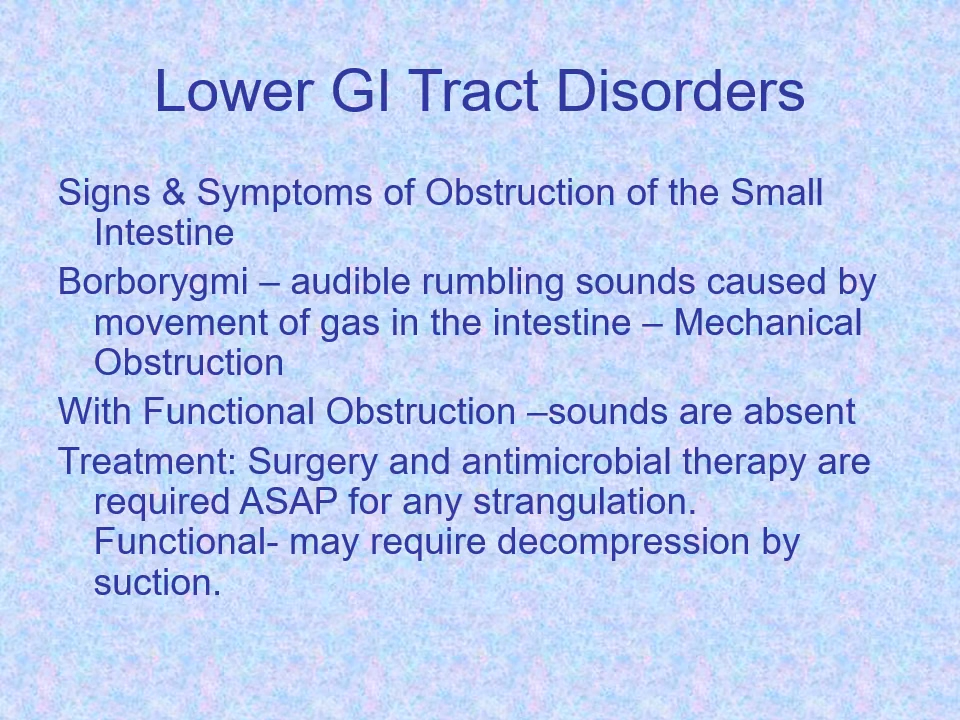 Lower GI Tract Disorders
Signs & Symptoms of Obstruction of the Small
Intestine
Borborygmi – audible rumbling sounds caused by
movement of gas in the intestine – Mechanical
Obstruction
With Functional Obstruction –sounds are absent
Treatment: Surgery and antimicrobial therapy are
required ASAP for any strangulation.
Functional- may require decompression by
suction.